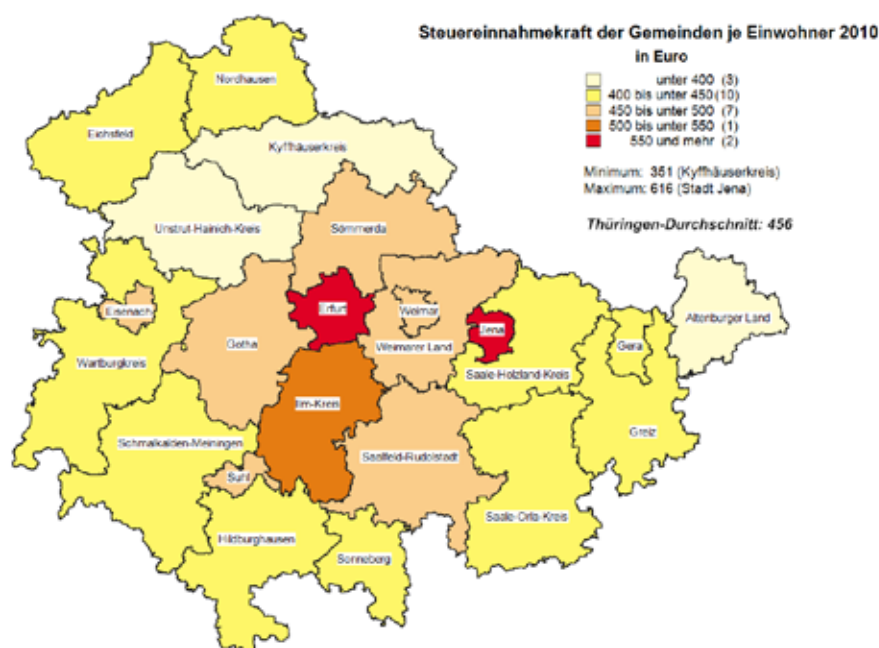 Steuereinnahmekraft der Gemeinden je Einwohner 2010
in Euro
unter 400 (3)
400 bis unter 450 (10)
450 bis unter 500 (7)
500 bis unter 550 (1)
550 und mehr (2)
Minimum: 351 (Kyffhäuserkreis)
Maximum: 616 (Stadt Jena)
Thüringen-Durchschnitt: 456
Nordhausen
Eichsfeld
Kyffhäuserkreis
Unstrut-Hainich-Kreis
Sömmerda
Eisenach
Erfurt
Weimar
Jena
Altenburger Land
Gotha
Weimarer Land
Gera
Wartburgkreis
Saale-Holzland-Kreis
Ilm-Kreis
Greiz
Schmalkalden-Meiningen
Saalfeld-Rudolstadt
Suhl
Saale-Orla-Kreis
Hildburghausen
Sonneberg